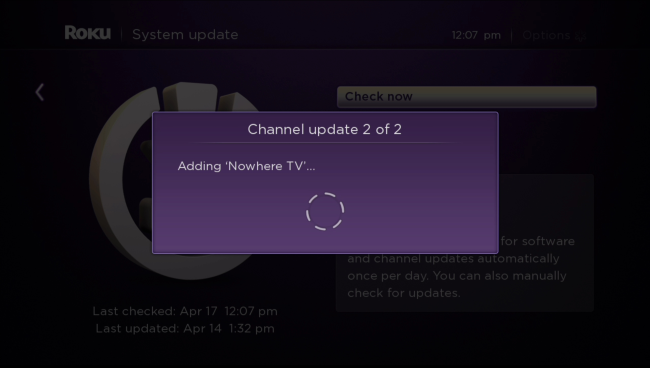 Roku | System update
12:07 pm | Options
Check now
Channel update 2 of 2
Adding ‘Nowhere TV’...
for software
and channel updates automatically
once per day. You can also manually
check for updates.
Last checked: Apr 17 12:07 pm
Last updated: Apr 14 1:32 pm